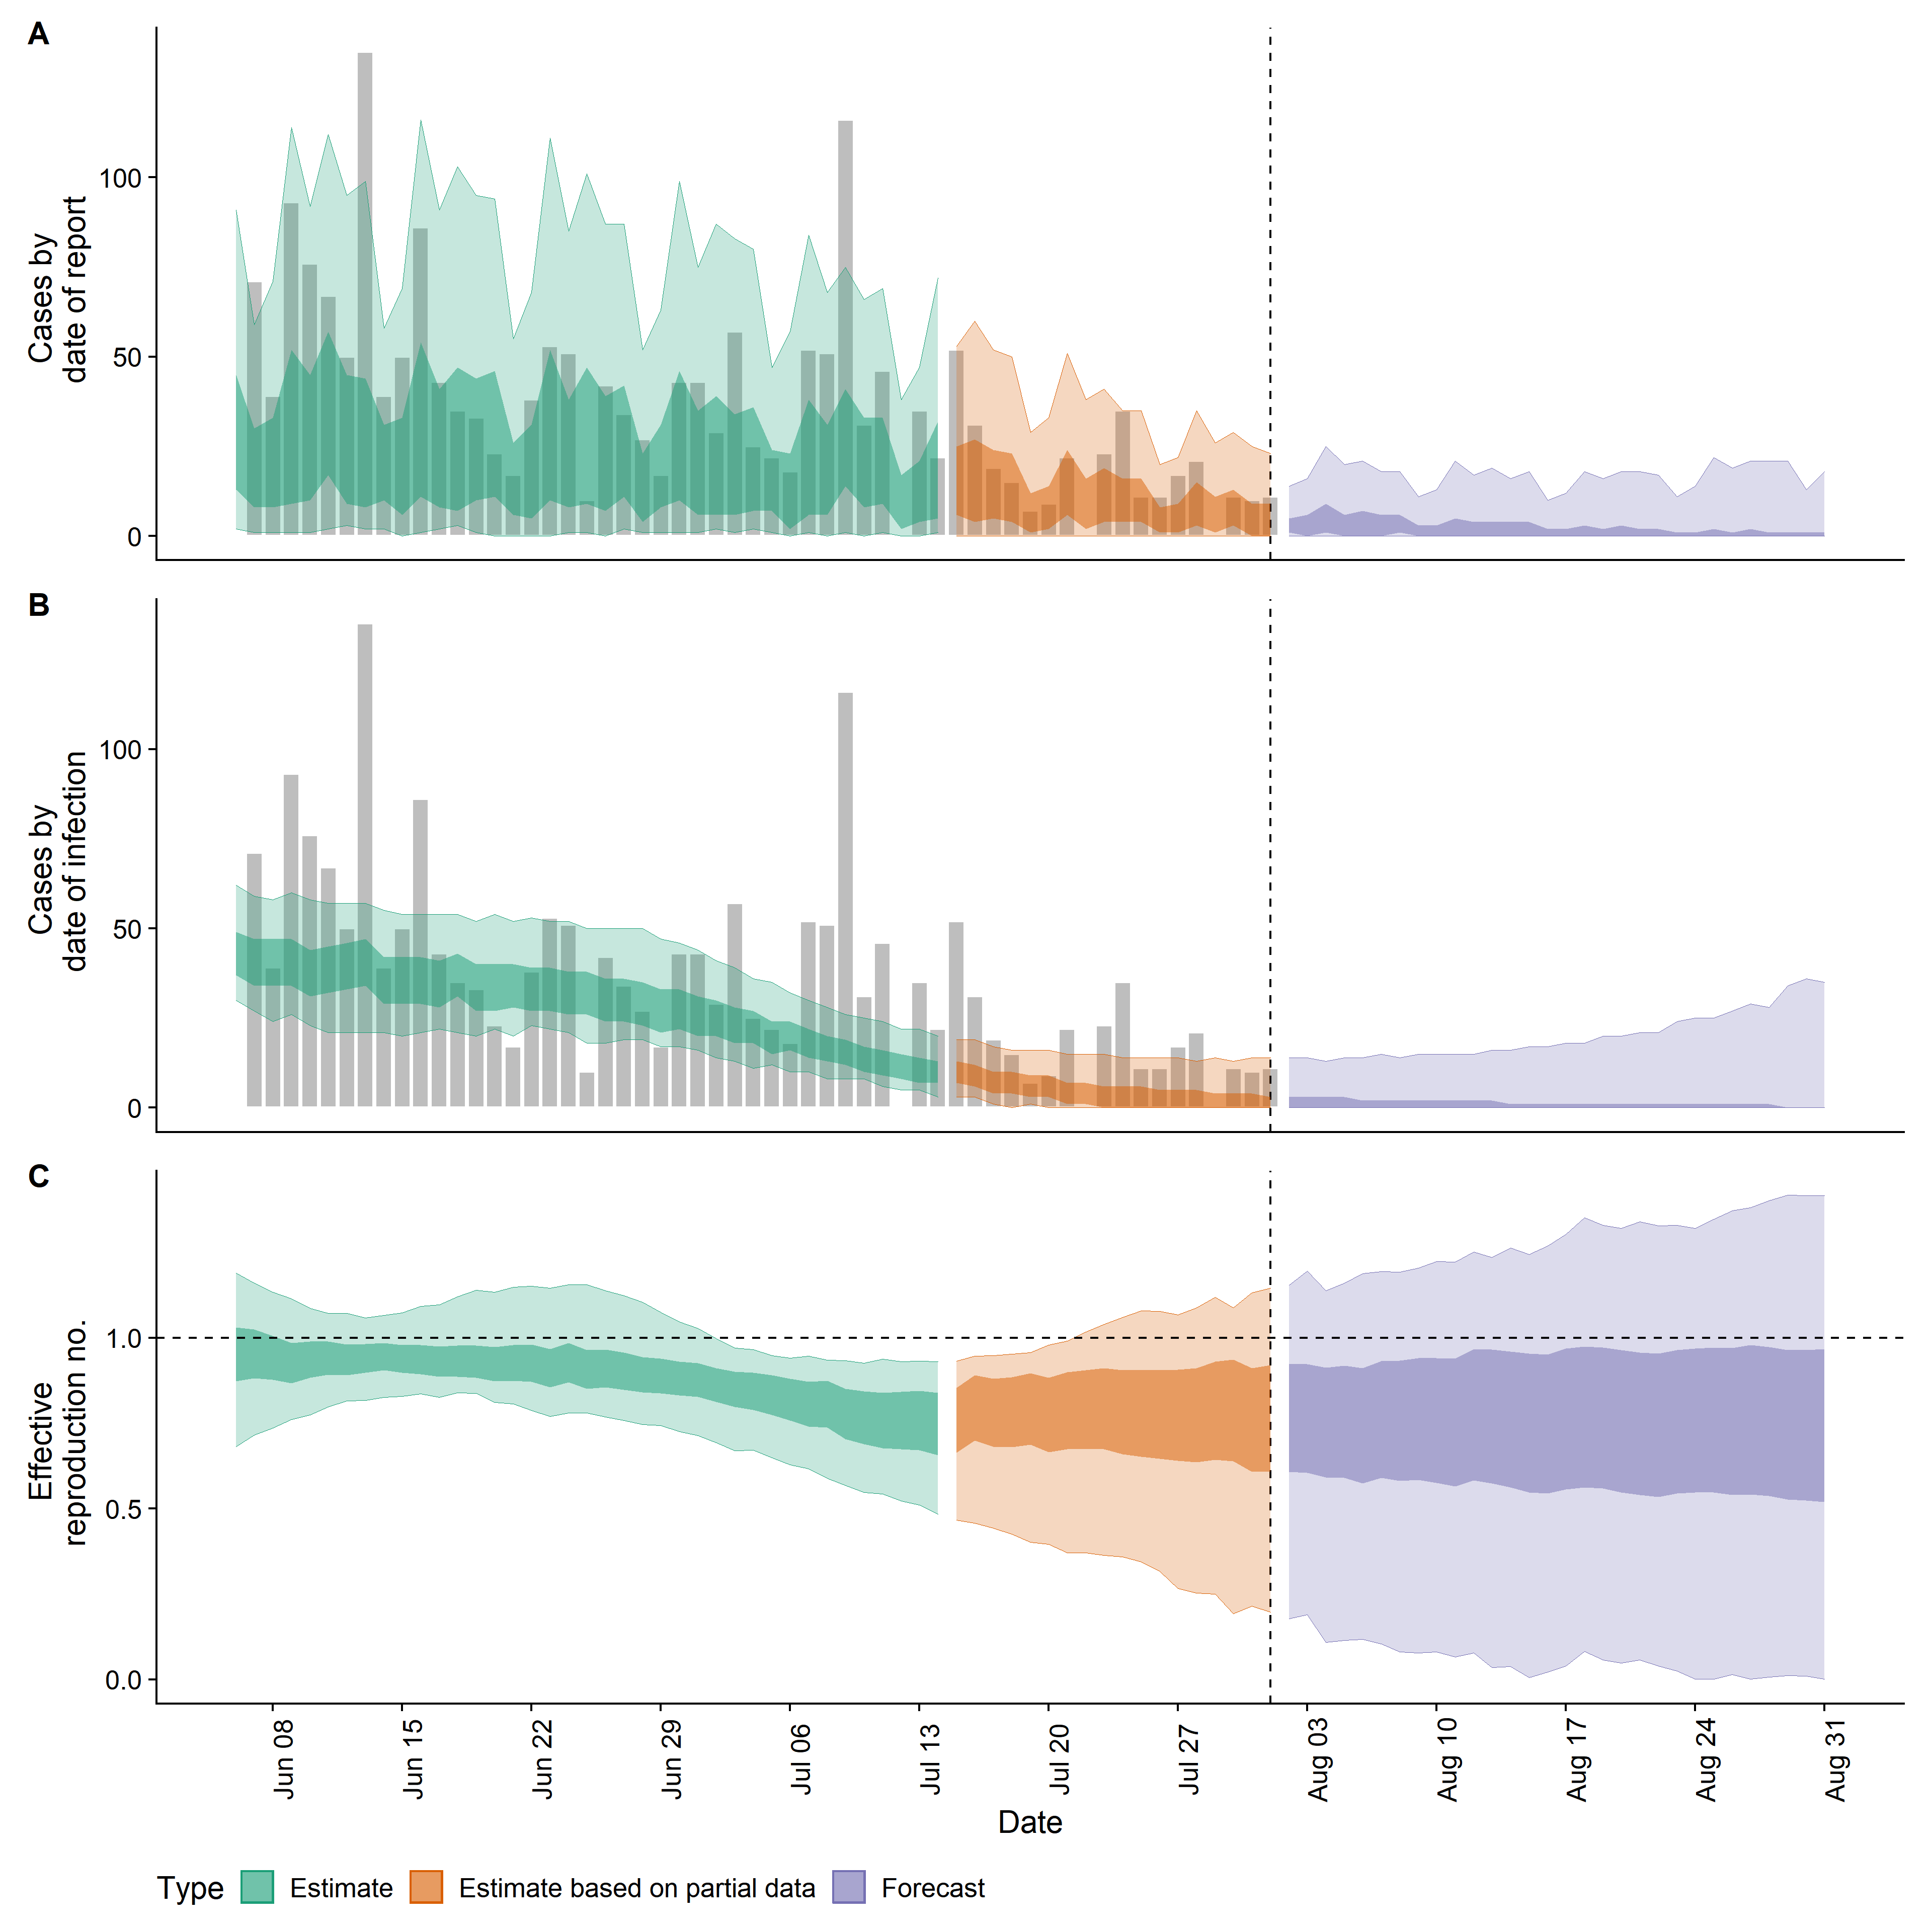 A
Cases by
date of report
100
50
0
B
Cases by
date of infection
100
50
0
C
Effective
reproduction no.
1.0
0.5
0.0
Jun 08
Jun 15
Jun 22
Jun 29
Jul 06
Jul 13
Jul 20
Jul 27
Aug 03
Aug 10
Aug 17
Aug 24
Aug 31
Date
Type Estimate Estimate based on partial data Forecast